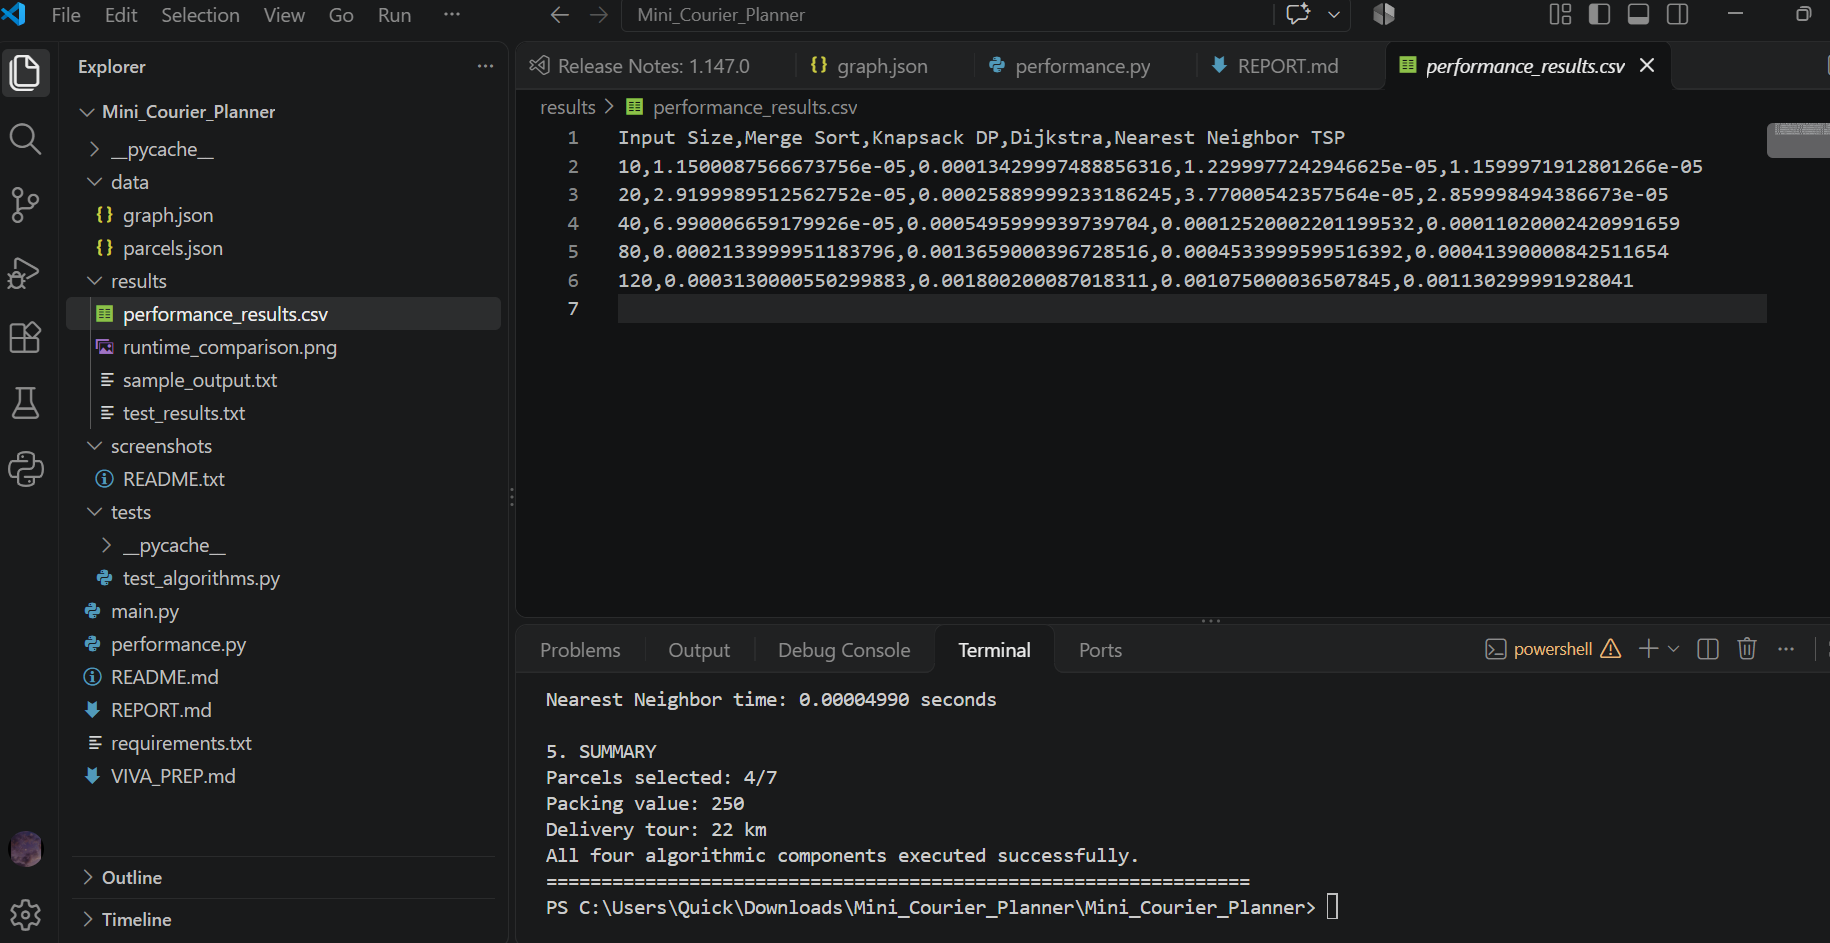 File Edit Selection View Go Run ··· Mini_Courier_Planner
Explorer ···
Mini_Courier_Planner
__pycache__
data
graph.json
parcels.json
results
performance_results.csv
runtime_comparison.png
sample_output.txt
test_results.txt
screenshots
README.txt
tests
__pycache__
test_algorithms.py
main.py
performance.py
README.md
REPORT.md
requirements.txt
VIVA_PREP.md
Outline
Timeline
Release Notes: 1.147.0 {} graph.json performance.py REPORT.md performance_results.csv
results > performance_results.csv
1 Input Size,Merge Sort,Knapsack DP,Dijkstra,Nearest Neighbor TSP
2 10,1.1500087566673756e-05,0.00013429997488856316,1.2299977242946625e-05,1.1599971912801266e-05
3 20,2.9199989512562752e-05,0.00025889999233186245,3.77000542357564e-05,2.859998494386673e-05
4 40,6.990006659179926e-05,0.0005495999939739704,0.00012520002201199532,0.00011020002420991659
5 80,0.0002133999951183796,0.0013659000396728516,0.0004533999599516392,0.00041390000842511654
6 120,0.0003130000550299883,0.001800200087018311,0.001075000036507845,0.001130299991928041
7
Problems Output Debug Console Terminal Ports powershell
Nearest Neighbor time: 0.00004990 seconds
5. SUMMARY
Parcels selected: 4/7
Packing value: 250
Delivery tour: 22 km
All four algorithmic components executed successfully.
================================================================
PS C:\Users\Quick\Downloads\Mini_Courier_Planner\Mini_Courier_Planner>